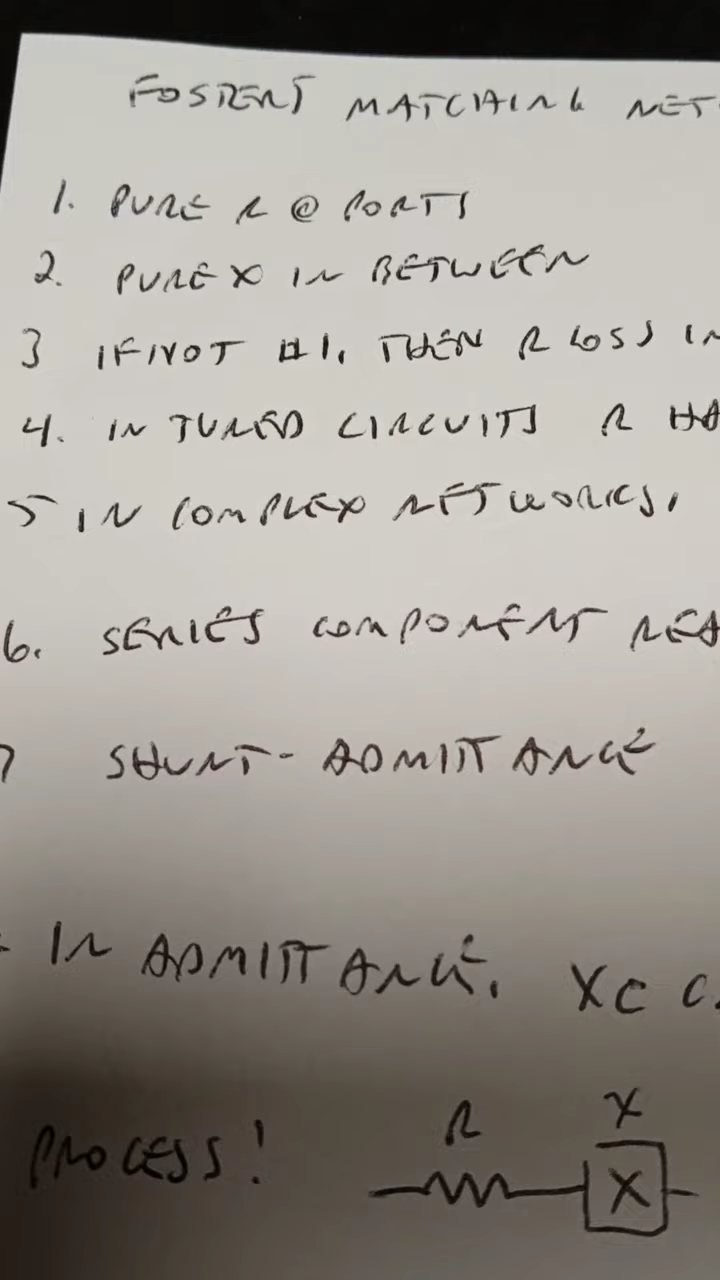 FOSTERS MATCHING NET
1. PURE R @ PORTS
2. PURE X IN BETWEEN
3 IF NOT #1, THEN R LOSS IN
4. IN TUNED CIRCUITS R HA
5 IN COMPLEX NETWORKS.
6. SERIES COMPONENT REA
7 SHUNT - ADMITTANCE
- IN ADMITTANCE. XC C
PROCESS!
R X
X